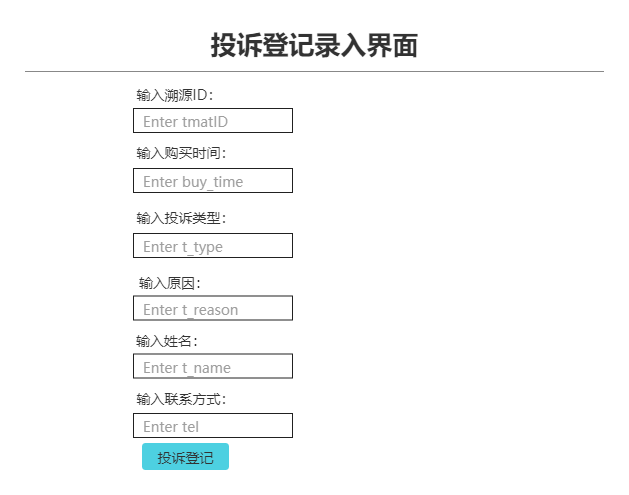 投诉登记录入界面
输入溯源ID：
Enter tmatID
输入购买时间：
Enter buy_time
输入投诉类型：
Enter t_type
输入原因：
Enter t_reason
输入姓名：
Enter t_name
输入联系方式：
Enter tel
投诉登记